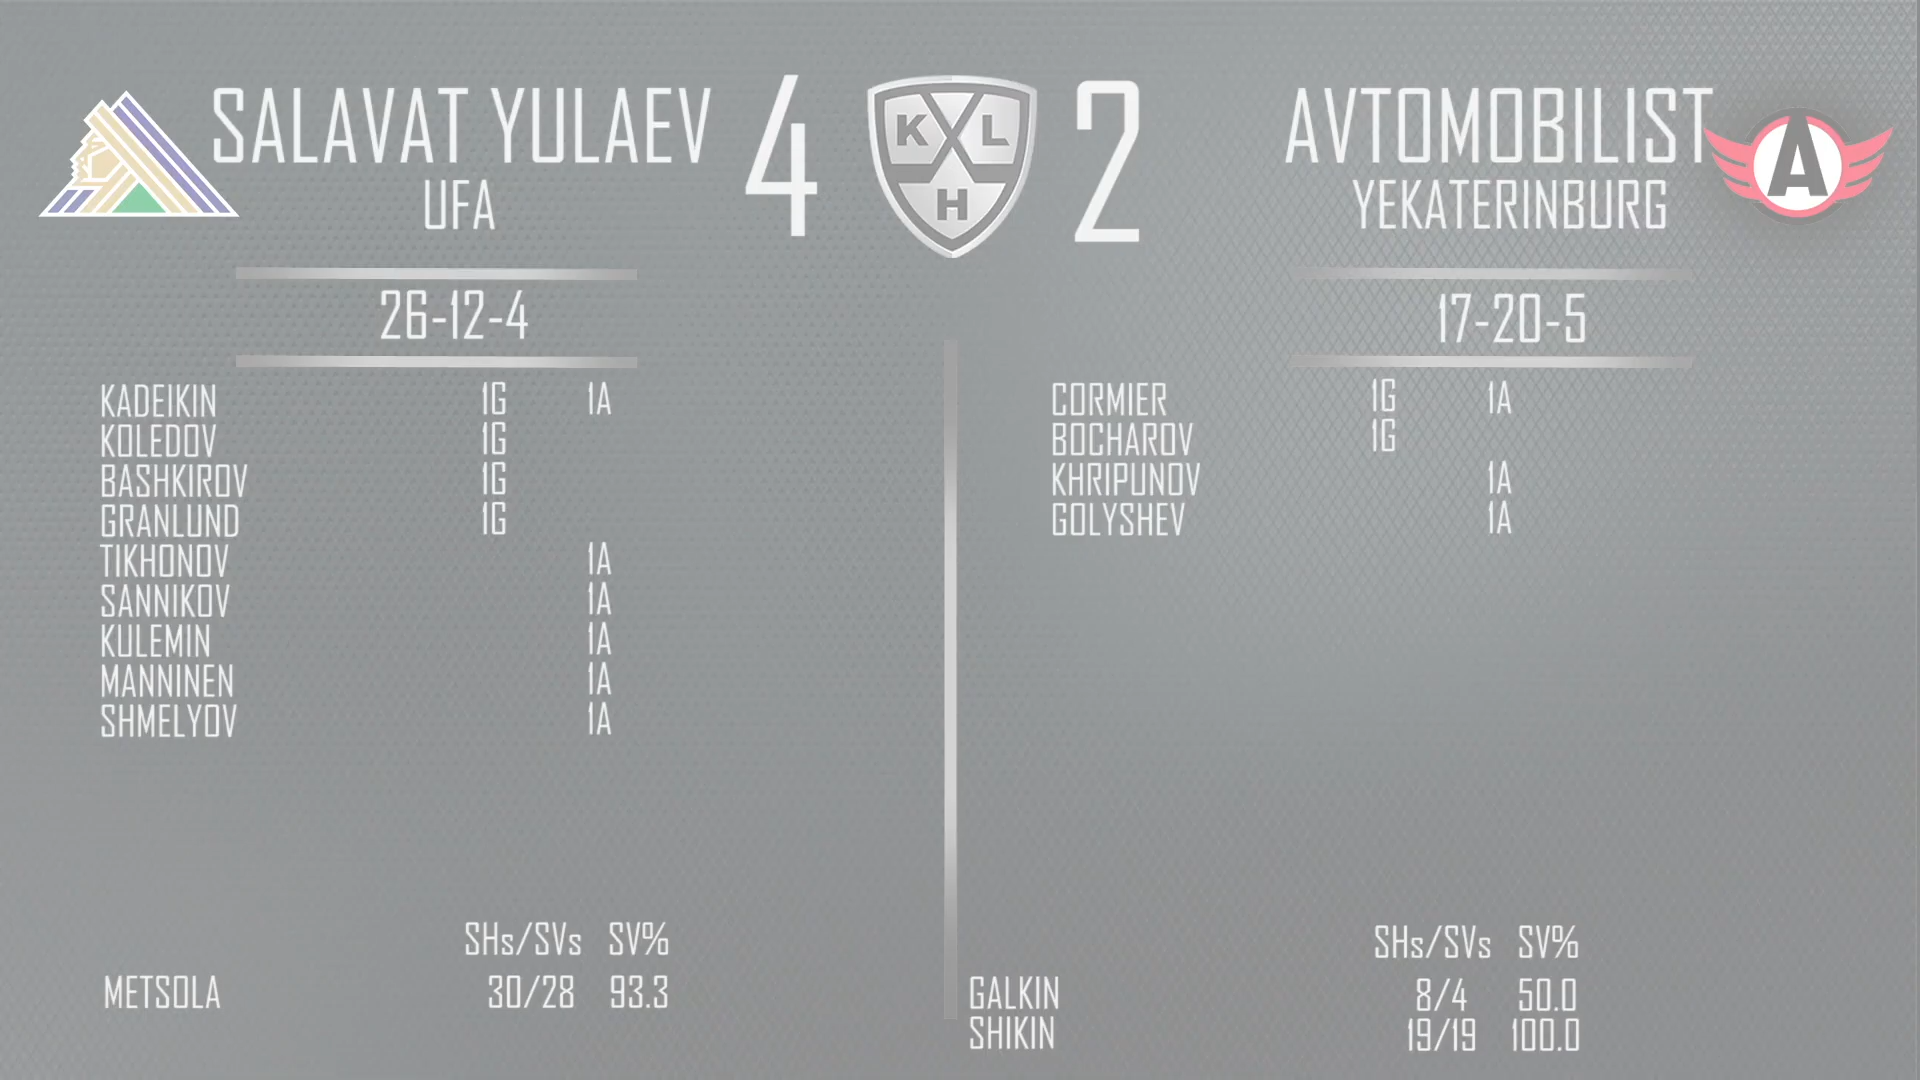 SALAVAT YULAEV 4 KHL 2 AVTOMOBILIST A
UFA YEKATERINBURG
26-12-4 17-20-5
KADEIKIN 1G 1A
KOLEDOV 1G
BASHKIROV 1G
GRANLUND 1G
TIKHONOV 1A
SANNIKOV 1A
KULEMIN 1A
MANNINEN 1A
SHMELYOV 1A
CORMIER 1G 1A
BOCHAROV 1G
KHRIPUNOV 1A
GOLYSHEV 1A
SHs/SVs SV%
METSOLA 30/28 93.3
SHs/SVs SV%
GALKIN 8/4 50.0
SHIKIN 19/19 100.0